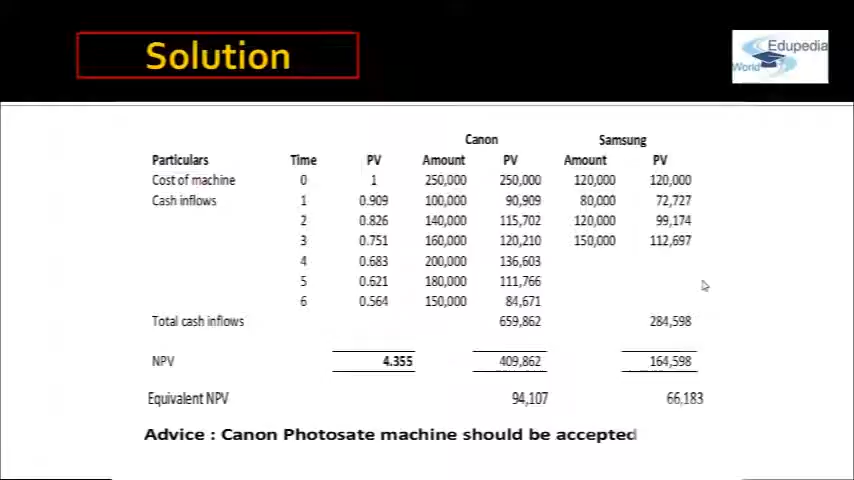 Solution
Edupedia
World
Canon Samsung
Particulars Time PV Amount PV Amount PV
Cost of machine 0 1 250,000 250,000 120,000 120,000
Cash inflows 1 0.909 100,000 90,909 80,000 72,727
2 0.826 140,000 115,702 120,000 99,174
3 0.751 160,000 120,210 150,000 112,697
4 0.683 200,000 136,603
5 0.621 180,000 111,766
6 0.564 150,000 84,671
Total cash inflows 659,862 284,598
NPV 4.355 409,862 164,598
Equivalent NPV 94,107 66,183
Advice : Canon Photosate machine should be accepted